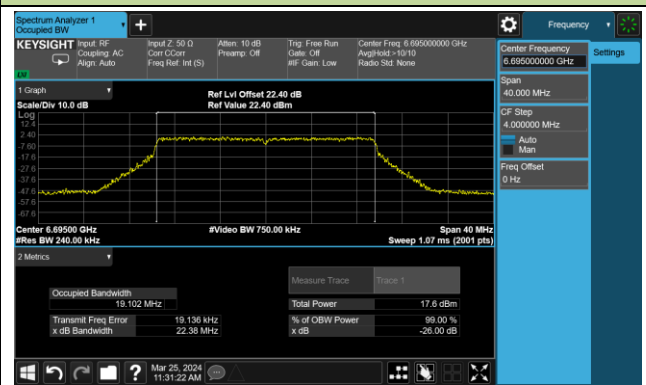 Spectrum Analyzer 1
Occupied BW
Frequency
KEYSIGHT
Input: RF
Coupling: AC
Align: Auto
Input Z: 50 Ω
Corr CCorr
Freq Ref: Int (S)
Atten: 10 dB
Preamp: Off
Trig: Free Run
Gate: Off
#IF Gain: Low
Center Freq: 6.695000000 GHz
Avg|Hold:>10/10
Radio Std: None
Center Frequency
6.695000000 GHz
Settings
Span
40.000 MHz
CF Step
4.000000 MHz
Auto
Man
Freq Offset
0 Hz
1 Graph
Scale/Div 10.0 dB
Ref Lvl Offset 22.40 dB
Ref Value 22.40 dBm
Log
12.4
2.40
-7.60
-17.6
-27.6
-37.6
-47.6
-57.6
-67.6
Center 6.69500 GHz
#Res BW 240.00 kHz
#Video BW 750.00 kHz
Span 40 MHz
Sweep 1.07 ms (2001 pts)
2 Metrics
Measure Trace
Trace 1
Occupied Bandwidth
19.102 MHz
Total Power
17.6 dBm
Transmit Freq Error
19.136 kHz
% of OBW Power
99.00 %
x dB Bandwidth
22.38 MHz
x dB
-26.00 dB
Mar 25, 2024
11:31:22 AM